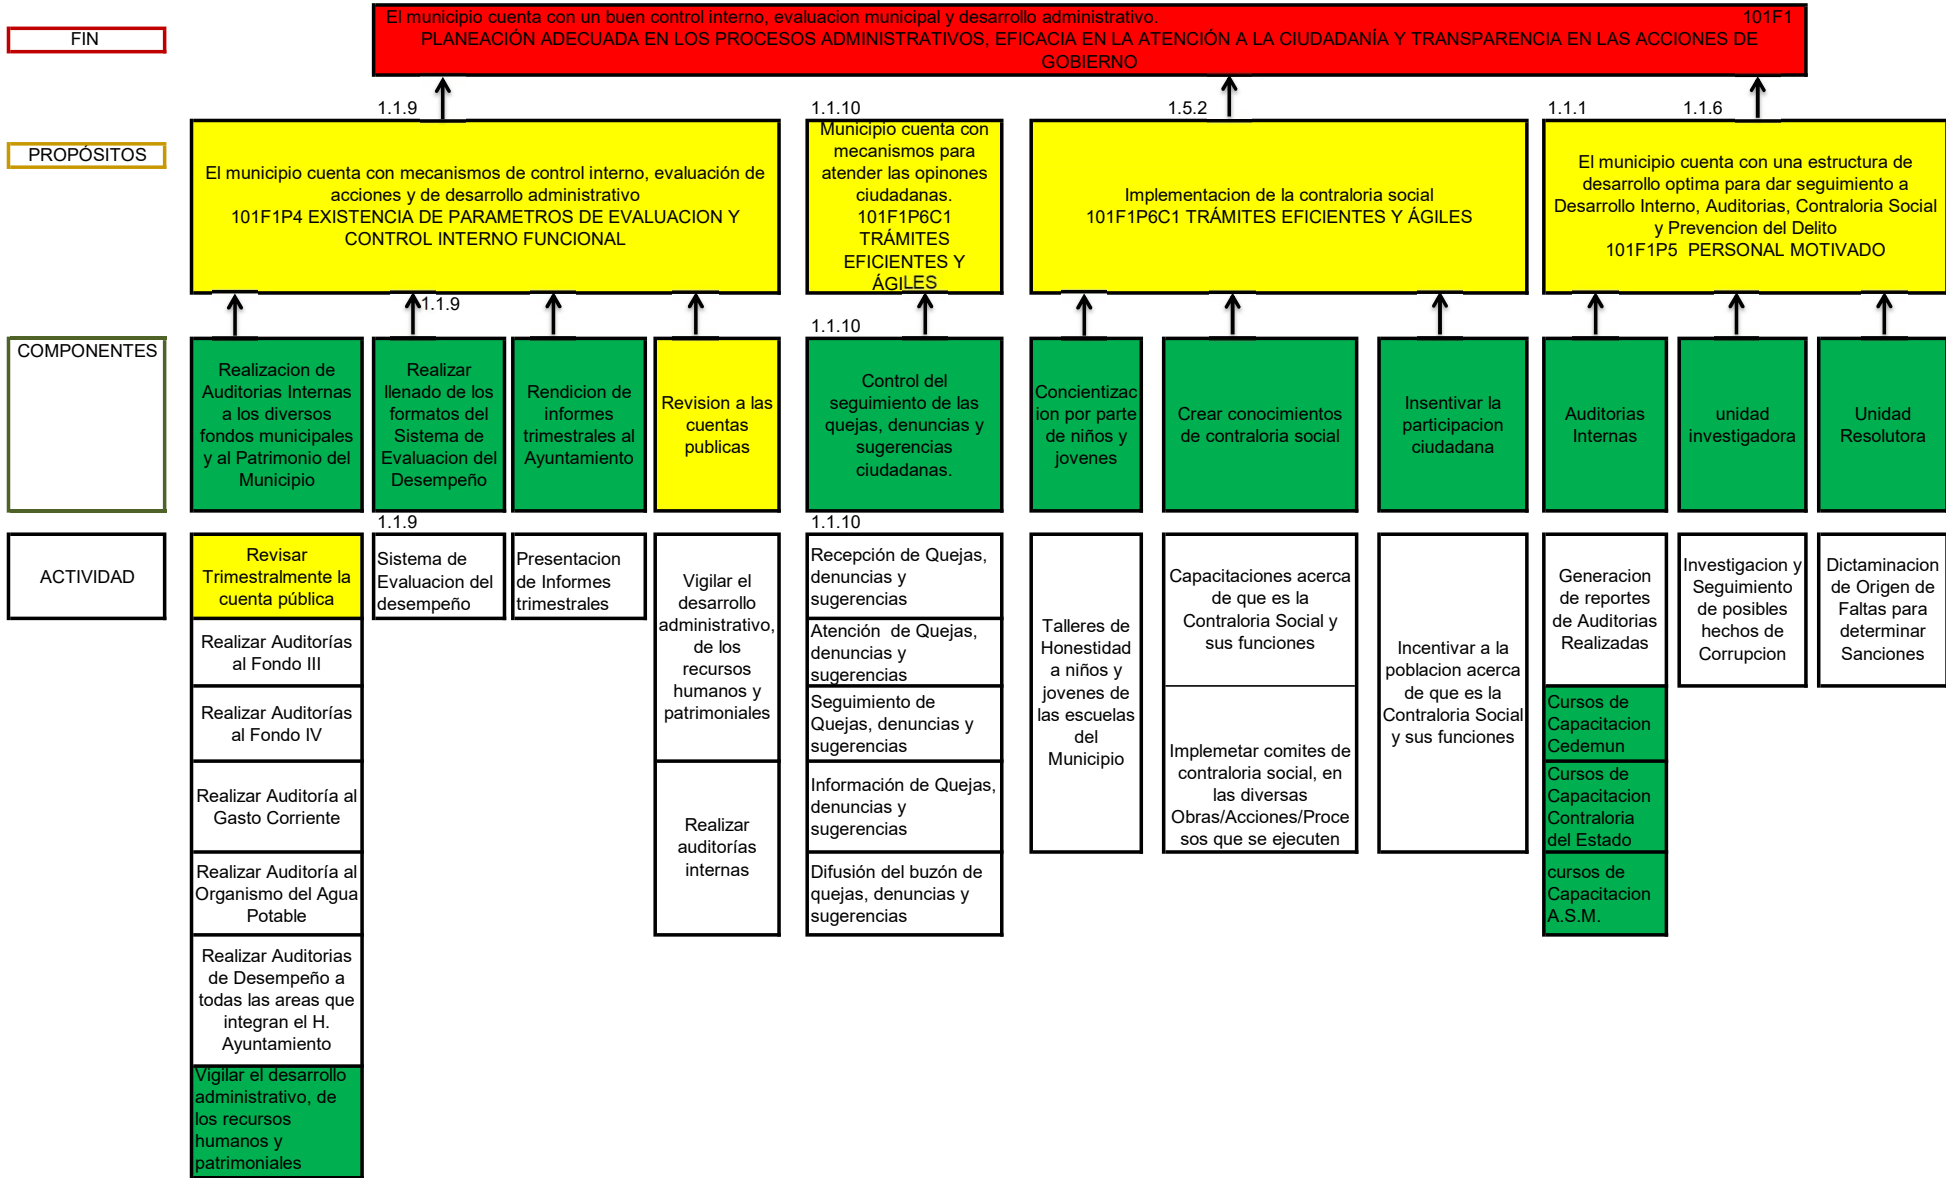 FIN
El municipio cuenta con un buen control interno, evaluacion municipal y desarrollo administrativo.
101F1
PLANEACIÓN ADECUADA EN LOS PROCESOS ADMINISTRATIVOS, EFICACIA EN LA ATENCIÓN A LA CIUDADANÍA Y TRANSPARENCIA EN LAS ACCIONES DE
GOBIERNO
1.1.9
1.1.10
1.5.2
1.1.1
1.1.6
PROPÓSITOS
El municipio cuenta con mecanismos de control interno, evaluación de
acciones y de desarrollo administrativo
101F1P4 EXISTENCIA DE PARAMETROS DE EVALUACION Y
CONTROL INTERNO FUNCIONAL
Municipio cuenta con
mecanismos para
atender las opinones
ciudadanas.
101F1P6C1
TRÁMITES
EFICIENTES Y
ÁGILES
Implementacion de la contraloria social
101F1P6C1 TRÁMITES EFICIENTES Y ÁGILES
El municipio cuenta con una estructura de
desarrollo optima para dar seguimiento a
Desarrollo Interno, Auditorias, Contraloria Social
y Prevencion del Delito
101F1P5  PERSONAL MOTIVADO
1.1.9
1.1.10
COMPONENTES
Realizacion de
Auditorias Internas
a los diversos
fondos municipales
y al Patrimonio del
Municipio
Realizar
llenado de los
formatos del
Sistema de
Evaluacion del
Desempeño
Rendicion de
informes
trimestrales al
Ayuntamiento
Revision a las
cuentas
publicas
Control del
seguimiento de las
quejas, denuncias y
sugerencias
ciudadanas.
Concientizac
ion por parte
de niños y
jovenes
Crear conocimientos
de contraloria social
Insentivar la
participacion
ciudadana
Auditorias
Internas
unidad
investigadora
Unidad
Resolutora
1.1.9
1.1.10
ACTIVIDAD
Revisar
Trimestralmente la
cuenta pública
Realizar Auditorías
al Fondo III
Realizar Auditorías
al Fondo IV
Realizar Auditoría al
Gasto Corriente
Realizar Auditoría al
Organismo del Agua
Potable
Realizar Auditorias
de Desempeño a
todas las areas que
integran el H.
Ayuntamiento
Vigilar el desarrollo
administrativo, de
los recursos
humanos y
patrimoniales
Sistema de
Evaluacion del
desempeño
Presentacion
de Informes
trimestrales
Vigilar el
desarrollo
administrativo,
de los
recursos
humanos y
patrimoniales
Realizar
auditorías
internas
Recepción de Quejas,
denuncias y
sugerencias
Atención  de Quejas,
denuncias y
sugerencias
Seguimiento de
Quejas, denuncias y
sugerencias
Información de Quejas,
denuncias y
sugerencias
Difusión del buzón de
quejas, denuncias y
sugerencias
Talleres de
Honestidad
a niños y
jovenes de
las escuelas
del
Municipio
Capacitaciones acerca
de que es la
Contraloria Social y
sus funciones
Implemetar comites de
contraloria social, en
las diversas
Obras/Acciones/Proce
sos que se ejecuten
Incentivar a la
poblacion acerca
de que es la
Contraloria Social
y sus funciones
Generacion
de reportes
de Auditorias
Realizadas
Cursos de
Capacitacion
Cedemun
Cursos de
Capacitacion
Contraloria
del Estado
cursos de
Capacitacion
A.S.M.
Investigacion y
Seguimiento
de posibles
hechos de
Corrupcion
Dictaminacion
de Origen de
Faltas para
determinar
Sanciones